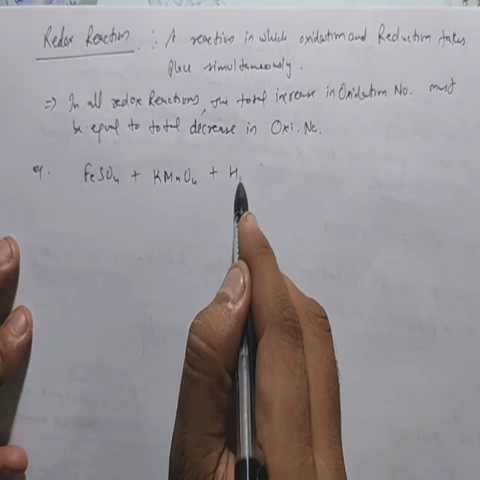 Redox Reaction :: A reaction in which oxidation and Reduction takes
place simultaneously.
=> In all redox Reactions, the total increase in Oxidation No. must
be equal to total decrease in Oxi. No.
eg. FeSO4 + KMnO4 + H